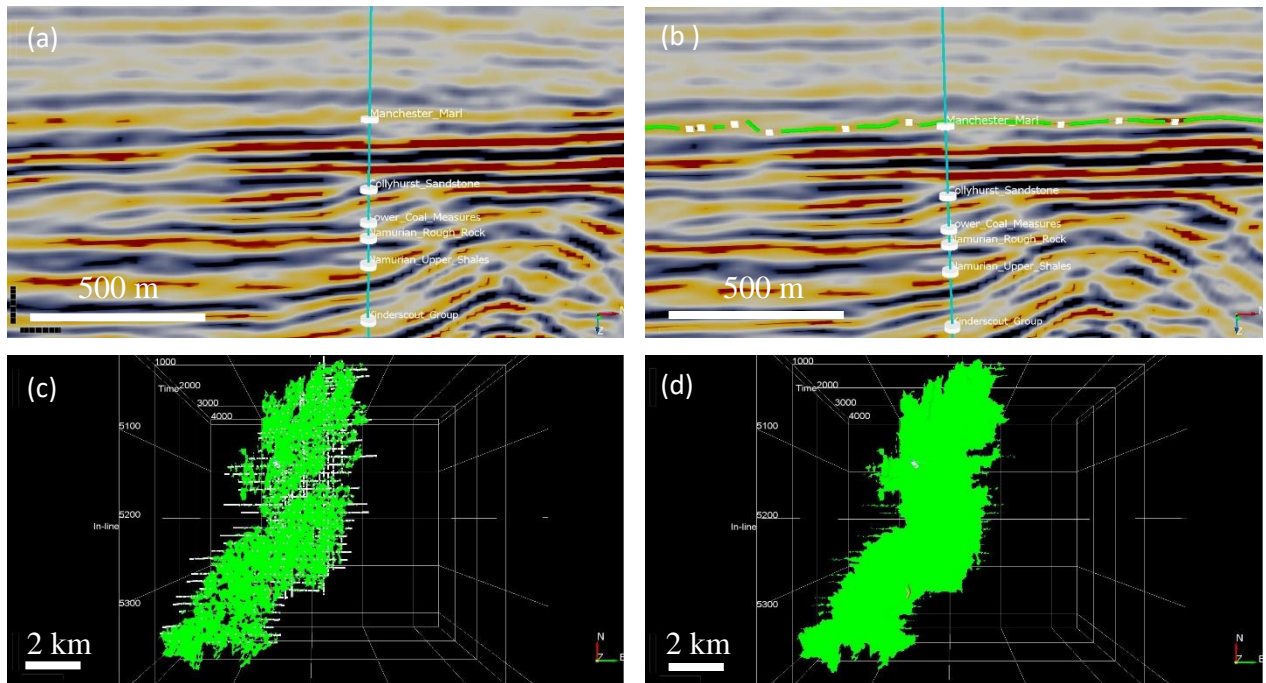 (a)
Manchester_Marl
Collyhurst_Sandstone
Lower_Coal_Measures
Namurian_Rough_Rock
Namurian_Upper_Shales
500 m
Kinderscout_Group
Z
(b )
Manchester_Marl
Collyhurst_Sandstone
Lower_Coal_Measures
Namurian_Rough_Rock
Namurian_Upper_Shales
500 m
Kinderscout_Group
Z
(c)
1000
Time
2000
3000
4000
5100
In-line
5200
5300
2 km
N
Z
E
(d)
1000
Time
2000
3000
4000
5100
In-line
5200
5300
2 km
N
Z
E